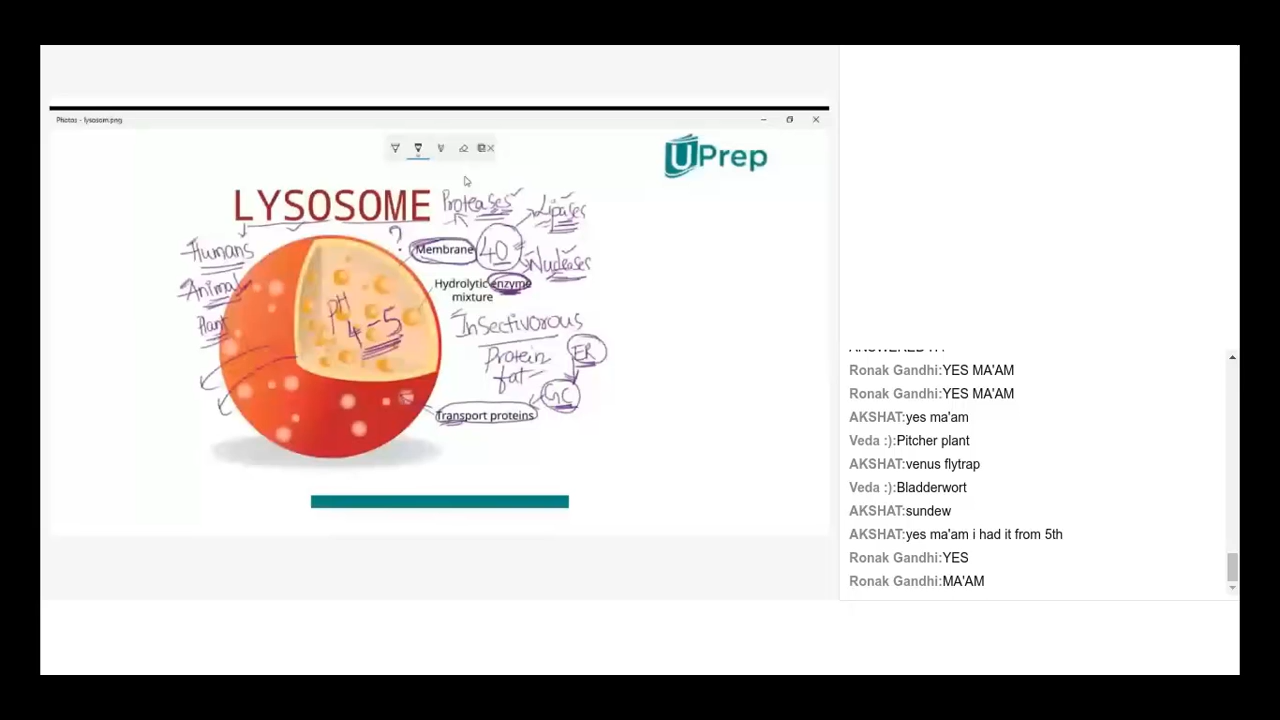 Photos - lysosom.png
UPrep
LYSOSOME
Proteases
Lipases
Humans
?
Membrane
40
Nucleases
Animal
Hydrolytic enzyme
mixture
PH
4-5
Plant
Insectivorous
Protein
ER
fat
GC
Transport proteins
Ronak Gandhi:YES MA'AM
Ronak Gandhi:YES MA'AM
AKSHAT:yes ma'am
Veda :):Pitcher plant
AKSHAT:venus flytrap
Veda :):Bladderwort
AKSHAT:sundew
AKSHAT:yes ma'am i had it from 5th
Ronak Gandhi:YES
Ronak Gandhi:MA'AM